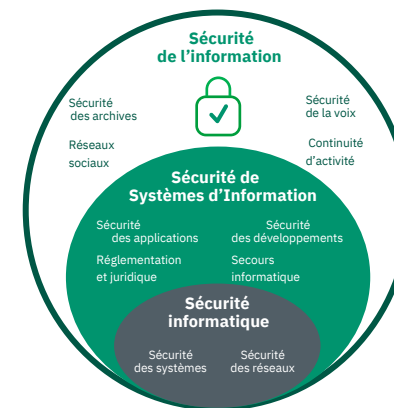 Sécurité
de l'information
Sécurité
des archives
Sécurité
de la voix
Réseaux
sociaux
Continuité
d'activité
Sécurité de
Systèmes d'Information
Sécurité
des applications
Sécurité
des développements
Réglementation
et juridique
Secours
informatique
Sécurité
informatique
Sécurité
des systèmes
Sécurité
des réseaux